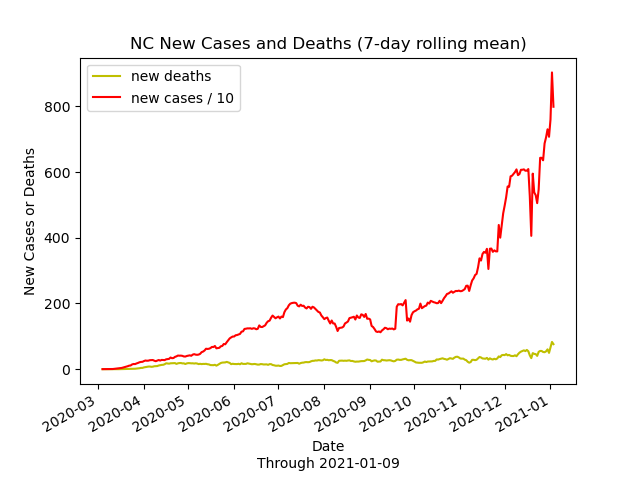 NC New Cases and Deaths (7-day rolling mean)
new deaths
new cases / 10
800
600
400
200
0
New Cases or Deaths
2020-03
2020-04
2020-05
2020-06
2020-07
2020-08
2020-09
2020-10
2020-11
2020-12
2021-01
Date
Through 2021-01-09